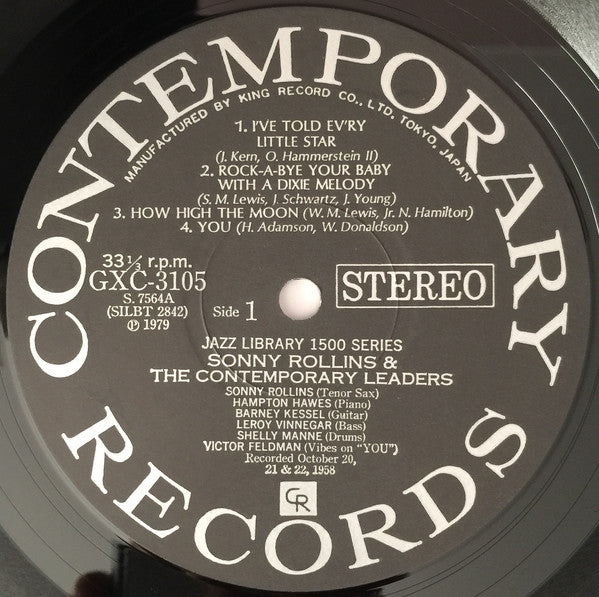 CONTEMPORARY
MANUFACTURED BY KING RECORD CO., LTD. TOKYO, JAPAN
1. I'VE TOLD EV'RY
LITTLE STAR
(J. Kern, O. Hammerstein II)
2. ROCK-A-BYE YOUR BABY
WITH A DIXIE MELODY
(S. M. Lewis, J. Schwartz, J. Young)
3. HOW HIGH THE MOON (W. M. Lewis, Jr. N. Hamilton)
4. YOU (H. Adamson, W. Donaldson)
33⅓ r.p.m.
GXC-3105
S. 7564A
(SILBT 2842)
Ⓟ 1979
Side 1
STEREO
JAZZ LIBRARY 1500 SERIES
SONNY ROLLINS &
THE CONTEMPORARY LEADERS
SONNY ROLLINS (Tenor Sax)
HAMPTON HAWES (Piano)
BARNEY KESSEL (Guitar)
LEROY VINNEGAR (Bass)
SHELLY MANNE (Drums)
VICTOR FELDMAN (Vibes on "YOU")
Recorded October 20,
21 & 22, 1958
CR
RECORDS